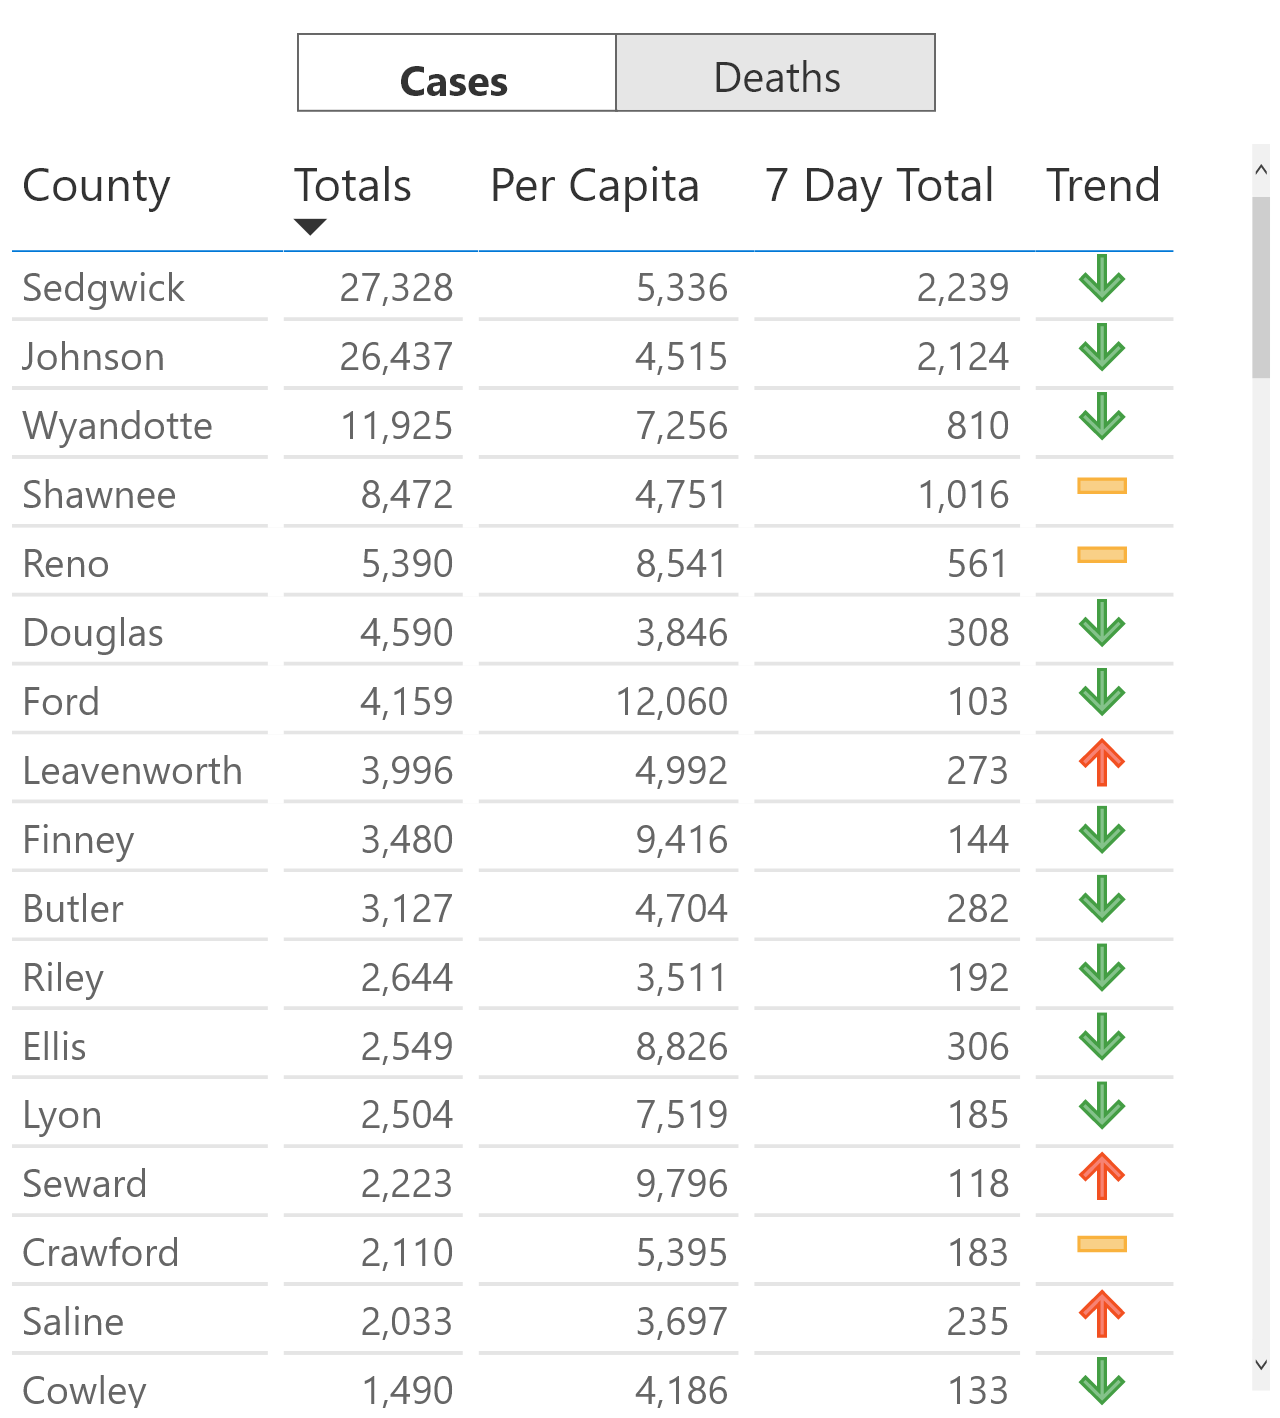 Cases Deaths
County Totals Per Capita 7 Day Total Trend
Sedgwick 27,328 5,336 2,239
Johnson 26,437 4,515 2,124
Wyandotte 11,925 7,256 810
Shawnee 8,472 4,751 1,016
Reno 5,390 8,541 561
Douglas 4,590 3,846 308
Ford 4,159 12,060 103
Leavenworth 3,996 4,992 273
Finney 3,480 9,416 144
Butler 3,127 4,704 282
Riley 2,644 3,511 192
Ellis 2,549 8,826 306
Lyon 2,504 7,519 185
Seward 2,223 9,796 118
Crawford 2,110 5,395 183
Saline 2,033 3,697 235
Cowley 1,490 4,186 133